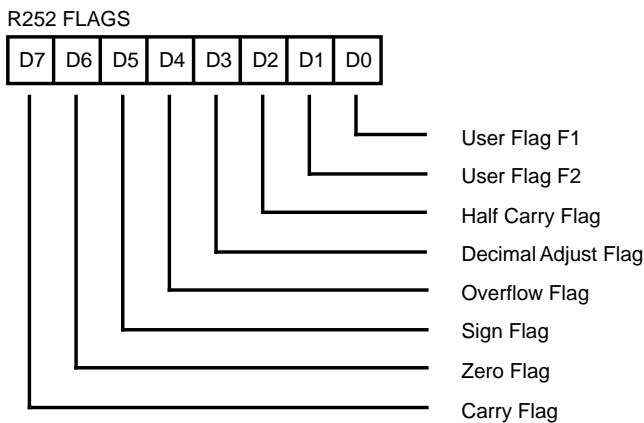 R252 FLAGS
D7 D6 D5 D4 D3 D2 D1 D0
User Flag F1
User Flag F2
Half Carry Flag
Decimal Adjust Flag
Overflow Flag
Sign Flag
Zero Flag
Carry Flag